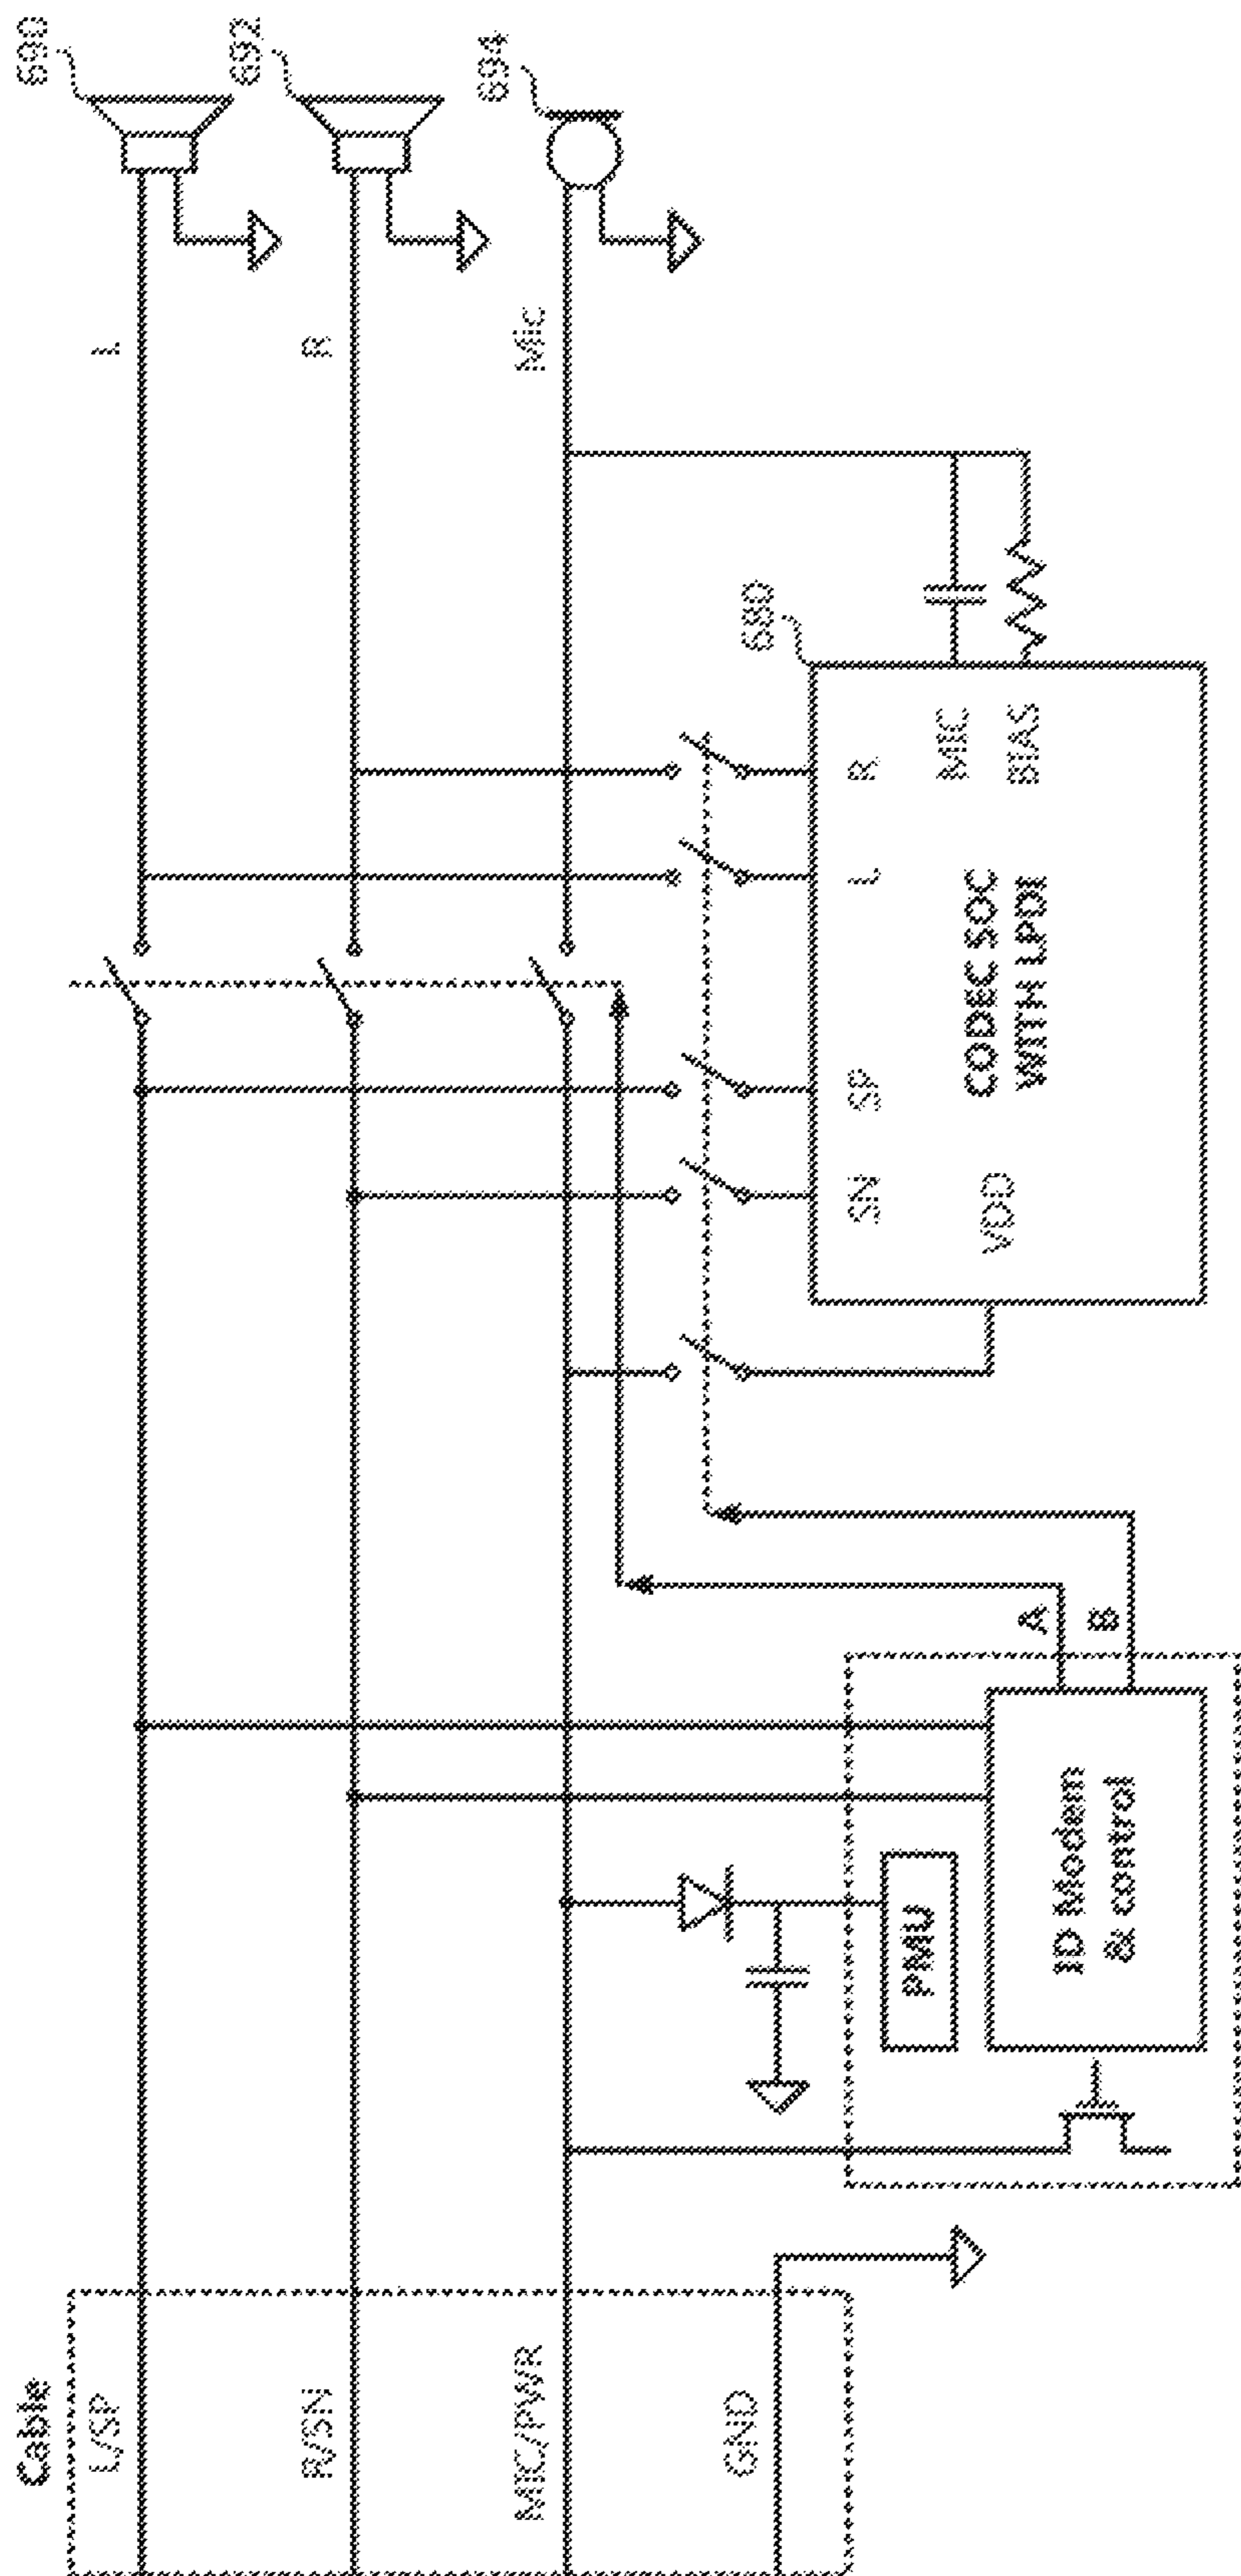 Cable
L/SP
R/SN
MIC/PWR
GND
PMU
ID Modem
& control
A
B
VDD
SN
SP
L
R
MIC
BIAS
CODEC SOC
WITH LPDI
680
L
R
Mic
690
692
694